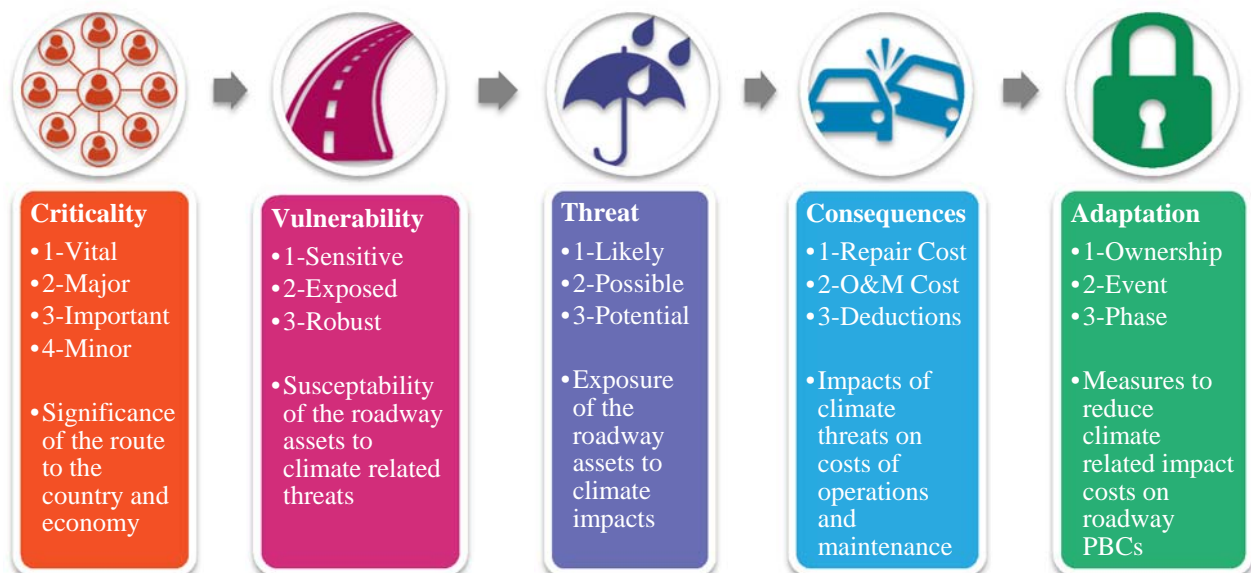 Criticality
•1-Vital
•2-Major
•3-Important
•4-Minor
•Significance
of the route
to the
country and
economy
Vulnerability
•1-Sensitive
•2-Exposed
•3-Robust
•Susceptability
of the roadway
assets to
climate related
threats
Threat
•1-Likely
•2-Possible
•3-Potential
•Exposure
of the
roadway
assets to
climate
impacts
Consequences
•1-Repair Cost
•2-O&M Cost
•3-Deductions
•Impacts of
climate
threats on
costs of
operations
and
maintenance
Adaptation
•1-Ownership
•2-Event
•3-Phase
•Measures to
reduce
climate
related impact
costs on
roadway
PBCs